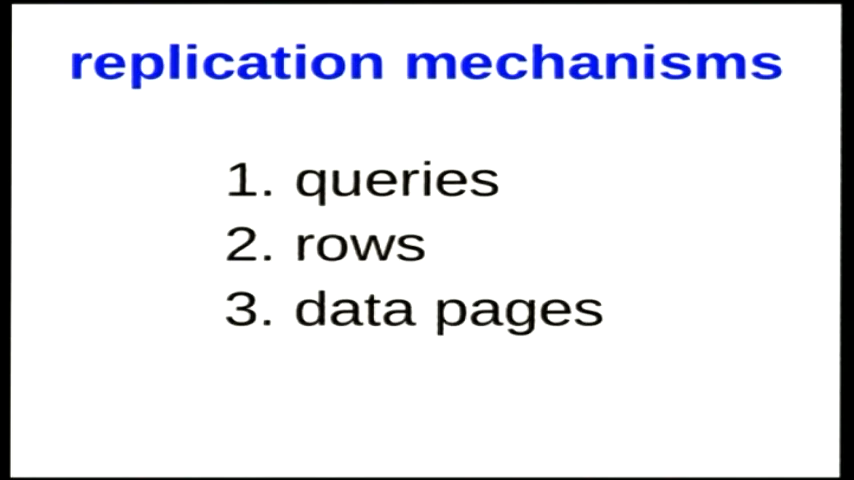 replication mechanisms
1. queries
2. rows
3. data pages